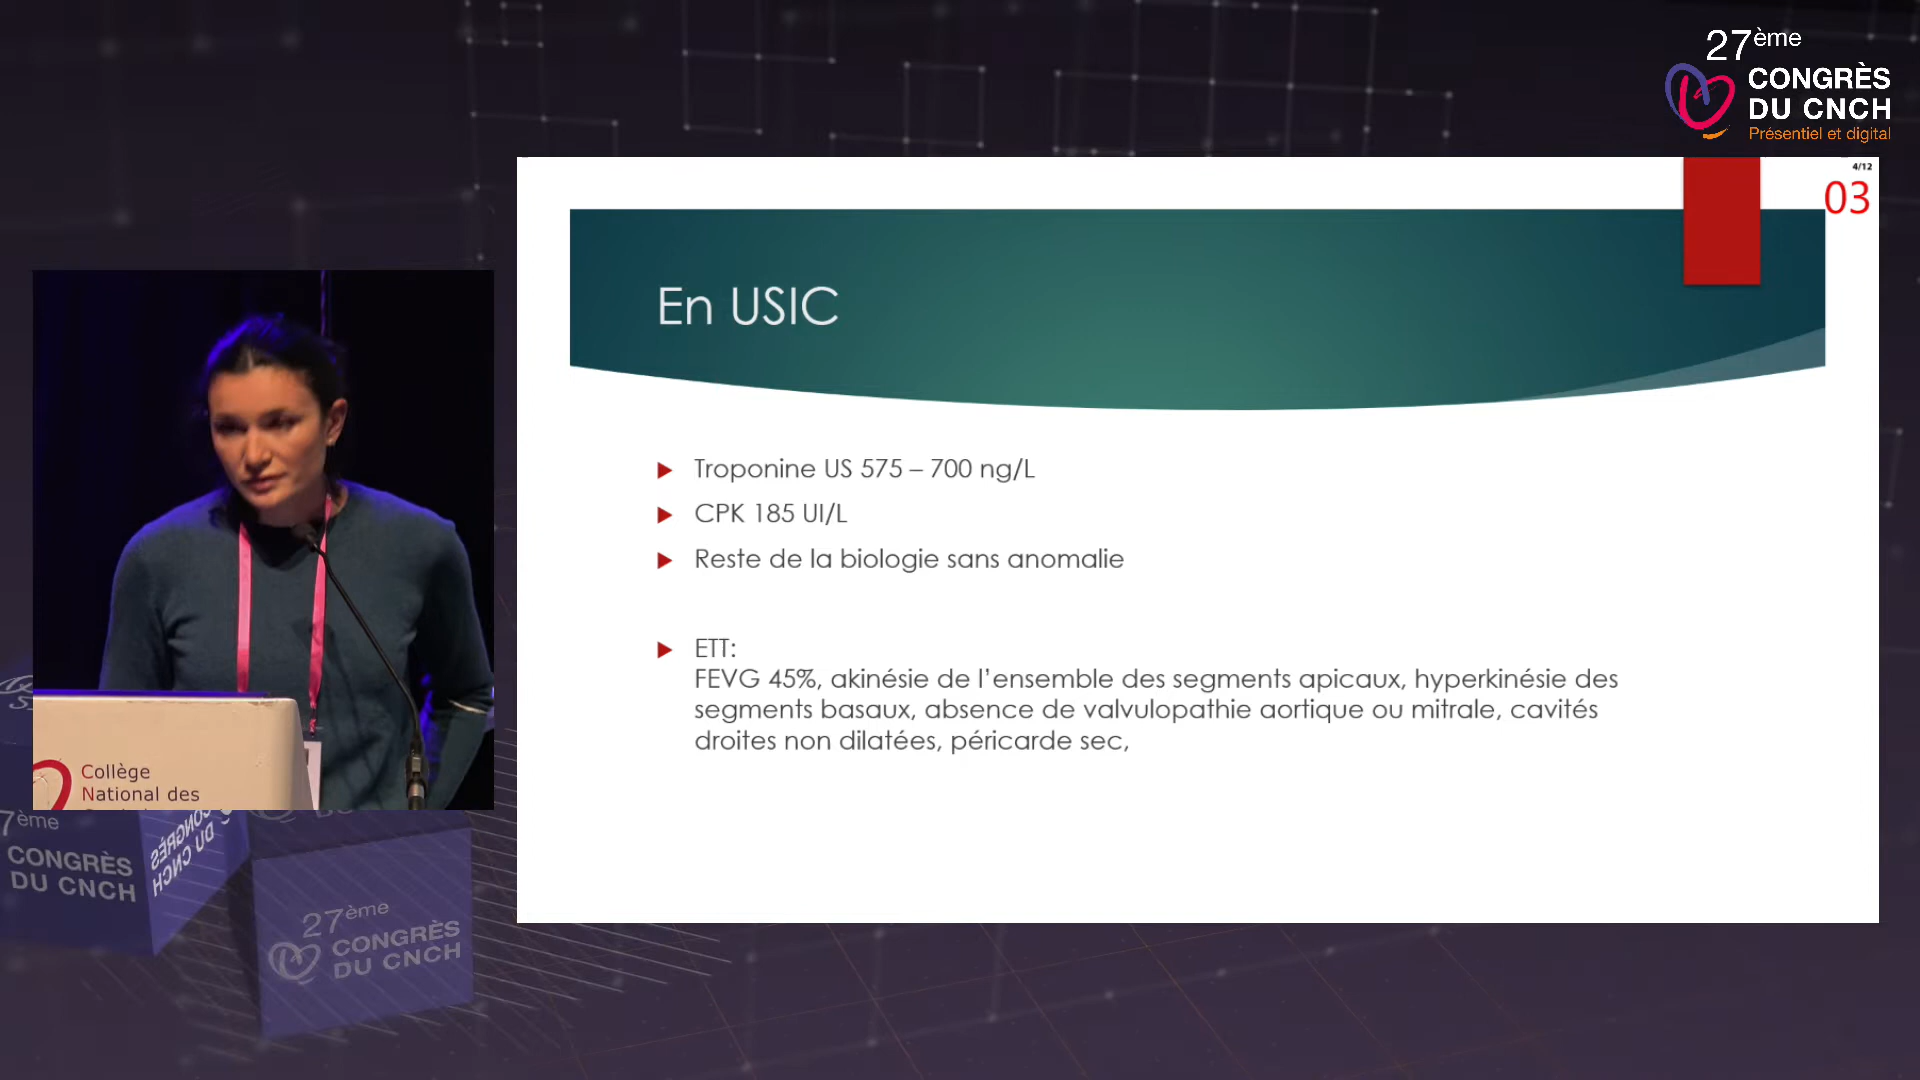 27ème
CONGRÈS
DU CNCH
Présentiel et digital
4/12
03
En USIC
Troponine US 575 – 700 ng/L
CPK 185 UI/L
Reste de la biologie sans anomalie
ETT:
FEVG 45%, akinésie de l’ensemble des segments apicaux, hyperkinésie des
segments basaux, absence de valvulopathie aortique ou mitrale, cavités
droites non dilatées, péricarde sec,
Collège
National des
7ème
CONGRÈS
DU CNCH
CONGRÈS
DU CNCH
27ème
CONGRÈS
DU CNCH